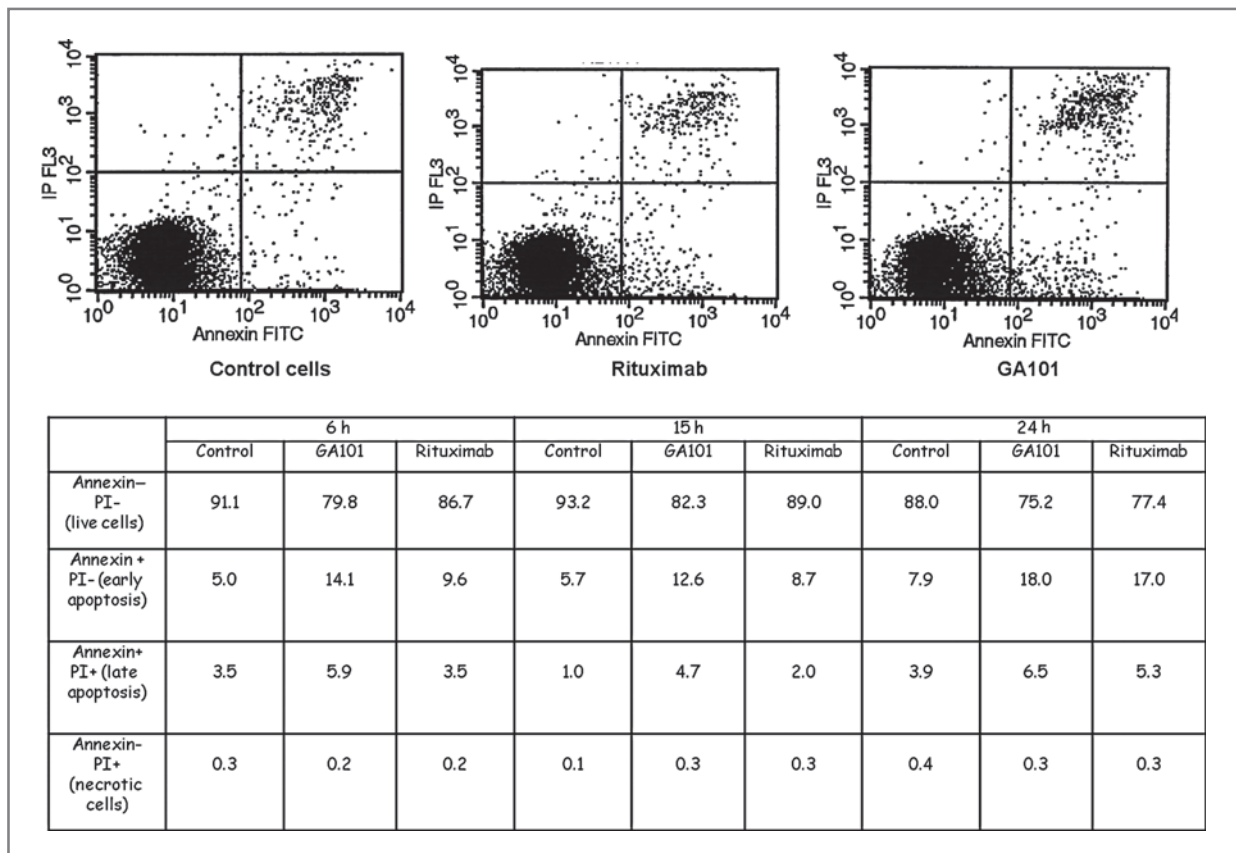 IP FL3
10⁴
10³
10²
10¹
10⁰
10⁰ 10¹ 10² 10³ 10⁴
Annexin FITC
Control cells
IP FL3
10⁴
10³
10²
10¹
10⁰
10⁰ 10¹ 10² 10³ 10⁴
Annexin FITC
Rituximab
IP FL3
10⁴
10³
10²
10¹
10⁰
10⁰ 10¹ 10² 10³ 10⁴
Annexin FITC
GA101
6 h 15 h 24 h
Control GA101 Rituximab Control GA101 Rituximab Control GA101 Rituximab
Annexin–
PI-
(live cells)
91.1 79.8 86.7 93.2 82.3 89.0 88.0 75.2 77.4
Annexin +
PI- (early
apoptosis)
5.0 14.1 9.6 5.7 12.6 8.7 7.9 18.0 17.0
Annexin+
PI+ (late
apoptosis)
3.5 5.9 3.5 1.0 4.7 2.0 3.9 6.5 5.3
Annexin–
PI+
(necrotic
cells)
0.3 0.2 0.2 0.1 0.3 0.3 0.4 0.3 0.3